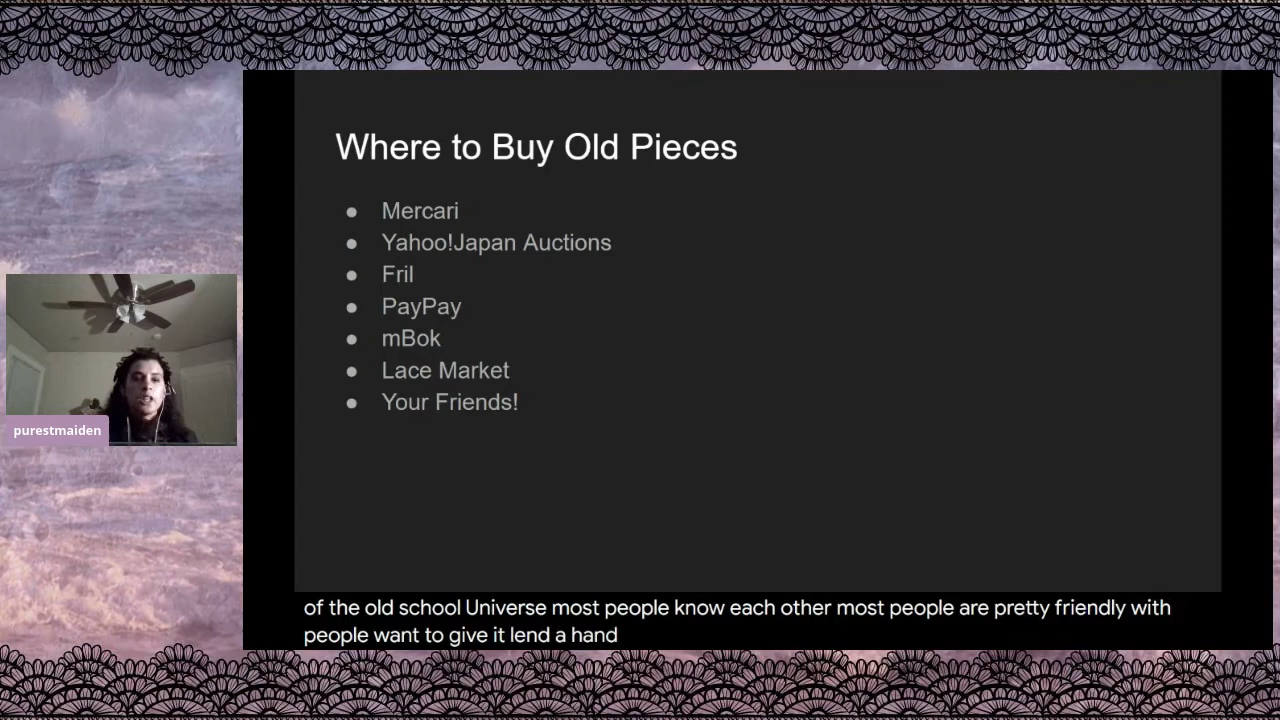 Where to Buy Old Pieces
● Mercari
● Yahoo!Japan Auctions
● Fril
● PayPay
● mBok
● Lace Market
● Your Friends!
purestmaiden
of the old school Universe most people know each other most people are pretty friendly with
people want to give it lend a hand